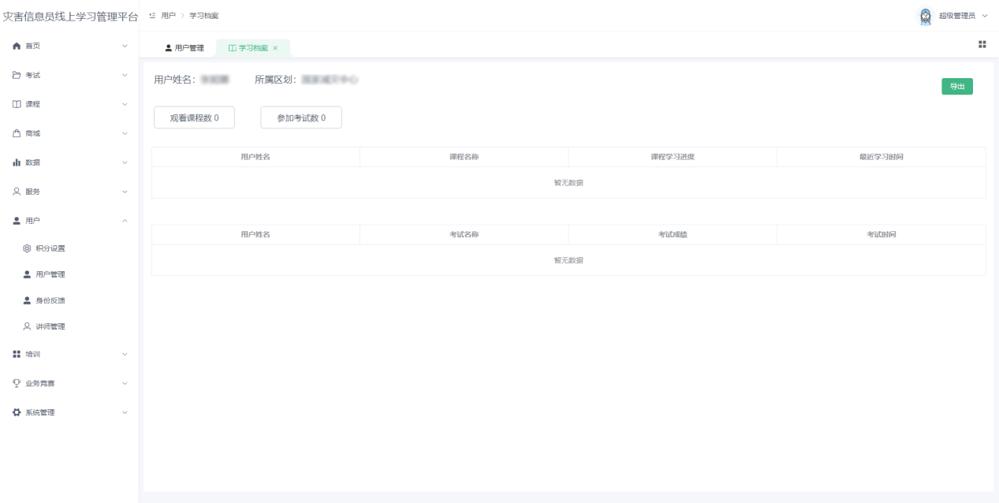 灾害信息员线上学习管理平台
用户 > 学习档案
超级管理员
首页
考试
课程
商城
数据
服务
用户
积分设置
用户管理
身份反馈
讲师管理
培训
业务竞赛
系统管理
用户管理 学习档案 ×
用户姓名: 所属区划:
导出
观看课程数 0 参加考试数 0
用户姓名 课程名称 课程学习进度 最近学习时间
暂无数据
用户姓名 考试名称 考试成绩 考试时间
暂无数据